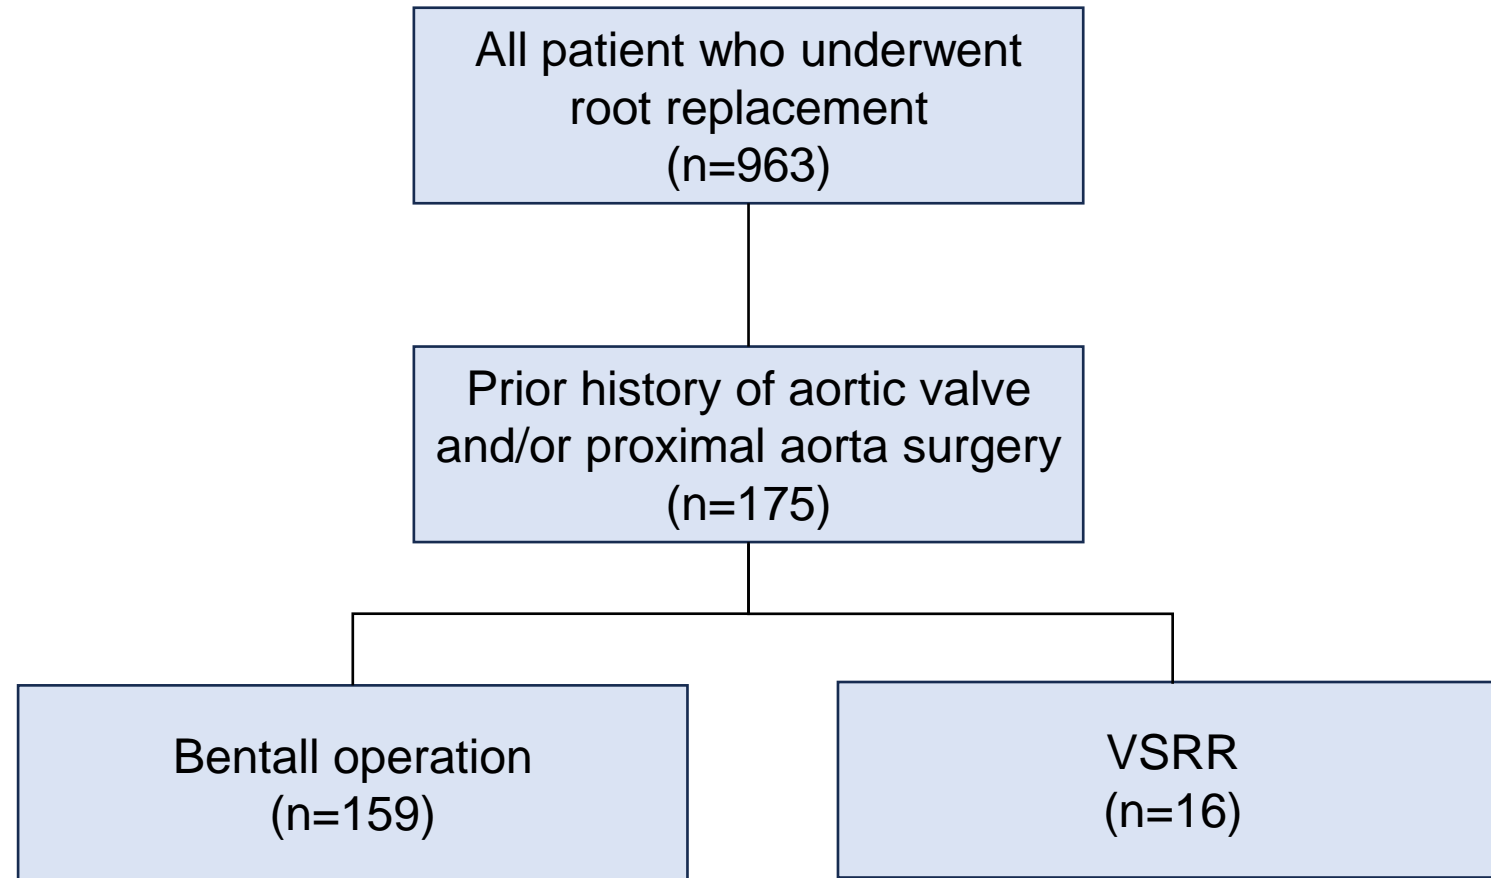 All patient who underwent
root replacement
(n=963)
Prior history of aortic valve
and/or proximal aorta surgery
(n=175)
Bentall operation
(n=159)
VSRR
(n=16)